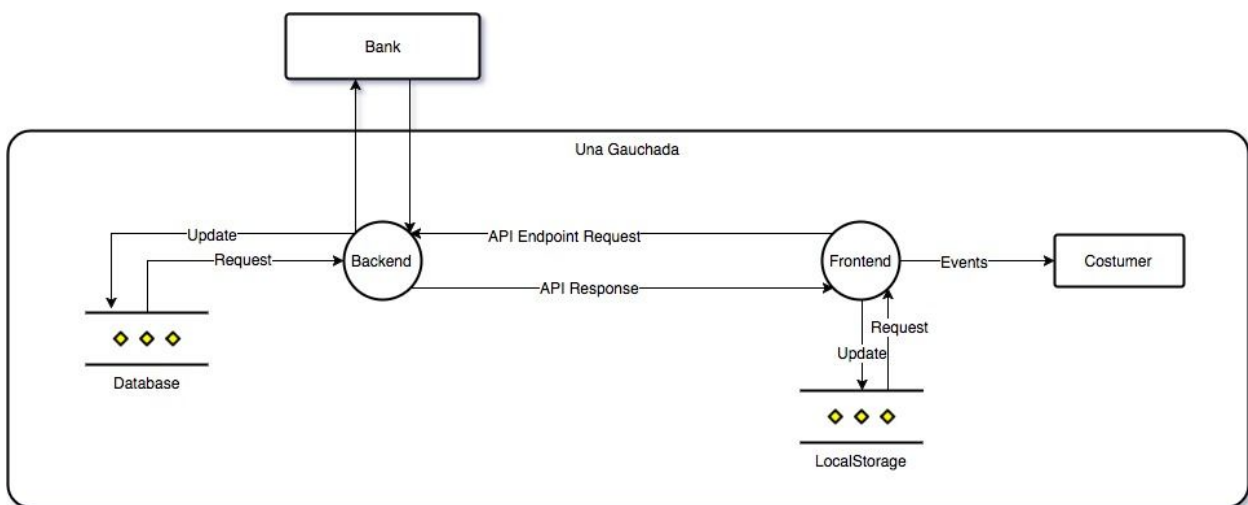 Bank
Una Gauchada
Update
API Endpoint Request
Request
Backend
Frontend
Events
Costumer
API Response
Request
Update
Database
LocalStorage